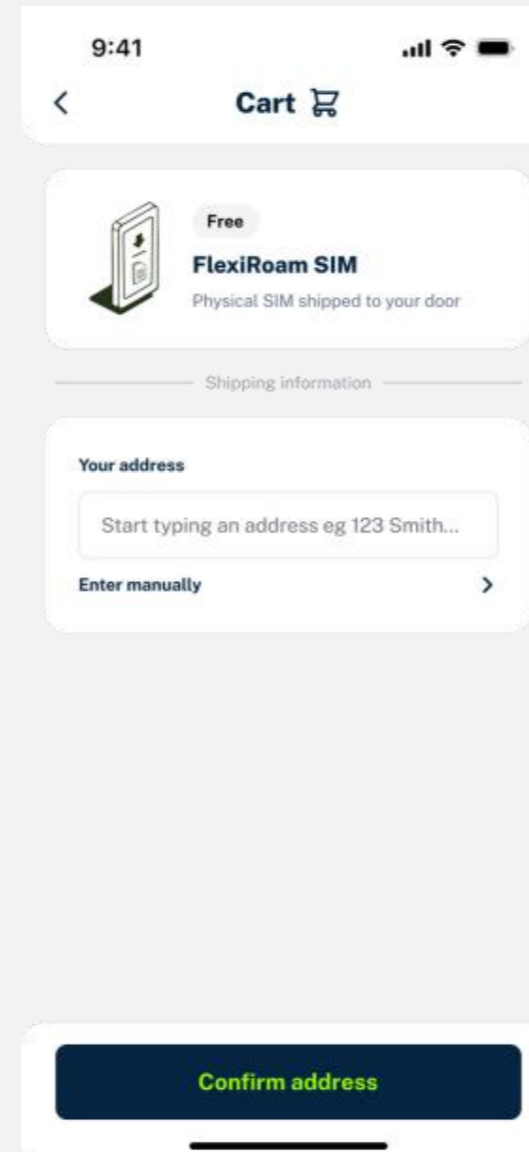 9:41
Cart
Free
FlexiRoam SIM
Physical SIM shipped to your door
Shipping information
Your address
Start typing an address eg 123 Smith...
Enter manually
Confirm address